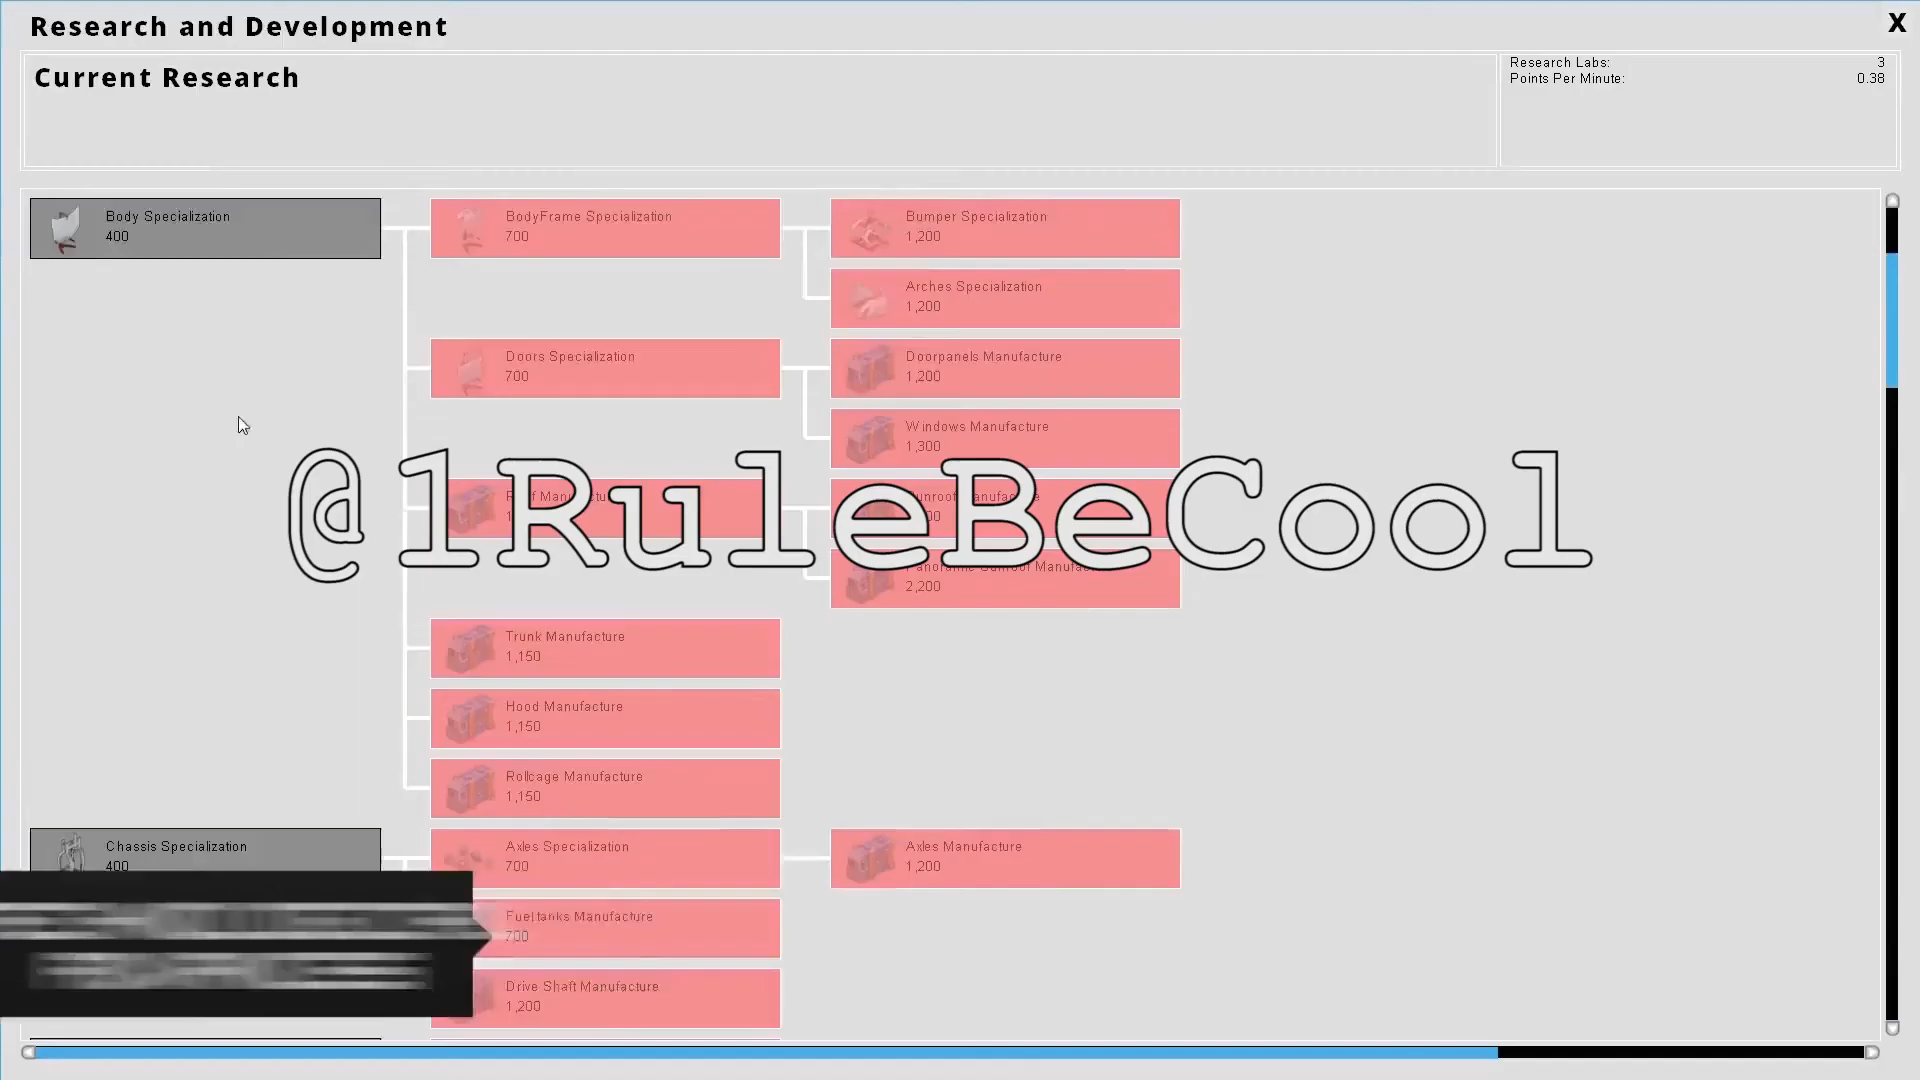 Research and Development
X
Current Research
Research Labs: 3
Points Per Minute: 0.38
Body Specialization
400
BodyFrame Specialization
700
Bumper Specialization
1,200
Arches Specialization
1,200
Doors Specialization
700
Doorpanels Manufacture
1,200
Windows Manufacture
1,300
@1RuleBeCool
2,200
Trunk Manufacture
1,150
Hood Manufacture
1,150
Rollcage Manufacture
1,150
Chassis Specialization
400
Axles Specialization
700
Axles Manufacture
1,200
Fueltanks Manufacture
700
Drive Shaft Manufacture
1,200